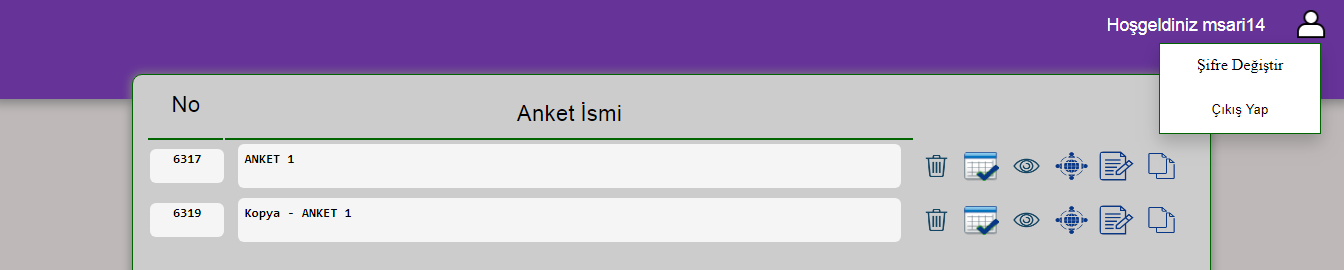 Hoşgeldiniz msari14
Şifre Değiştir
Çıkış Yap
No
Anket İsmi
6317
ANKET 1
6319
Kopya - ANKET 1